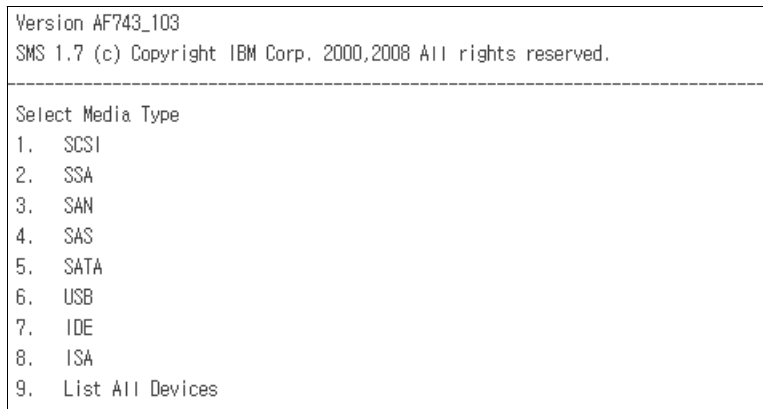 Version AF743_103
SMS 1.7 (c) Copyright IBM Corp. 2000,2008 All rights reserved.
-------------------------------------------------------------------------------
Select Media Type
1. SCSI
2. SSA
3. SAN
4. SAS
5. SATA
6. USB
7. IDE
8. ISA
9. List All Devices